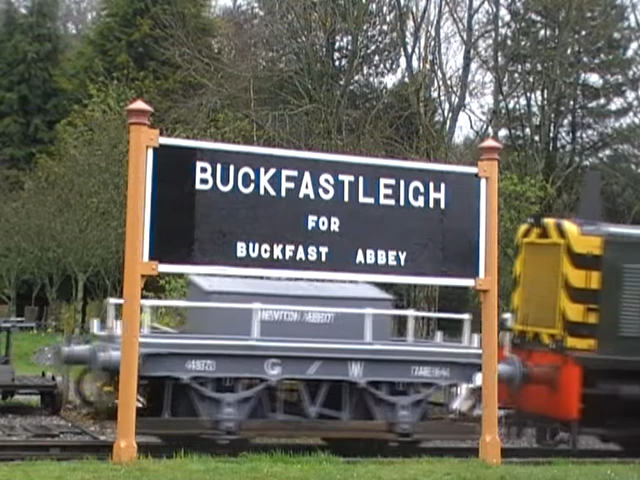 BUCKFASTLEIGH
FOR
BUCKFAST ABBEY
NEWTON ABBOT
G W